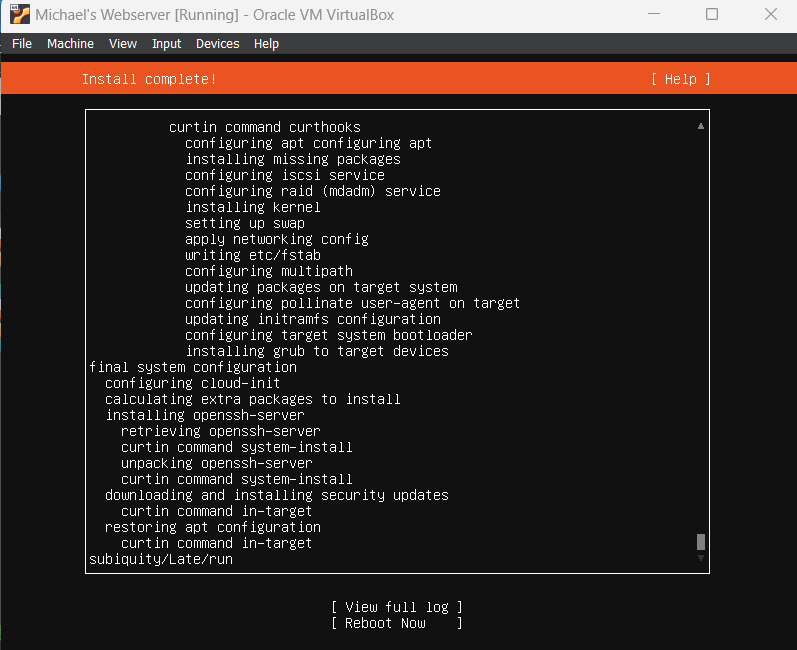 Michael's Webserver [Running] - Oracle VM VirtualBox
File Machine View Input Devices Help
Install complete! [ Help ]
curtin command curthooks
configuring apt configuring apt
installing missing packages
configuring iscsi service
configuring raid (mdadm) service
installing kernel
setting up swap
apply networking config
writing etc/fstab
configuring multipath
updating packages on target system
configuring pollinate user-agent on target
updating initramfs configuration
configuring target system bootloader
installing grub to target devices
final system configuration
configuring cloud-init
calculating extra packages to install
installing openssh-server
retrieving openssh-server
curtin command system-install
unpacking openssh-server
curtin command system-install
downloading and installing security updates
curtin command in-target
restoring apt configuration
curtin command in-target
subiquity/Late/run
[ View full log ]
[ Reboot Now ]